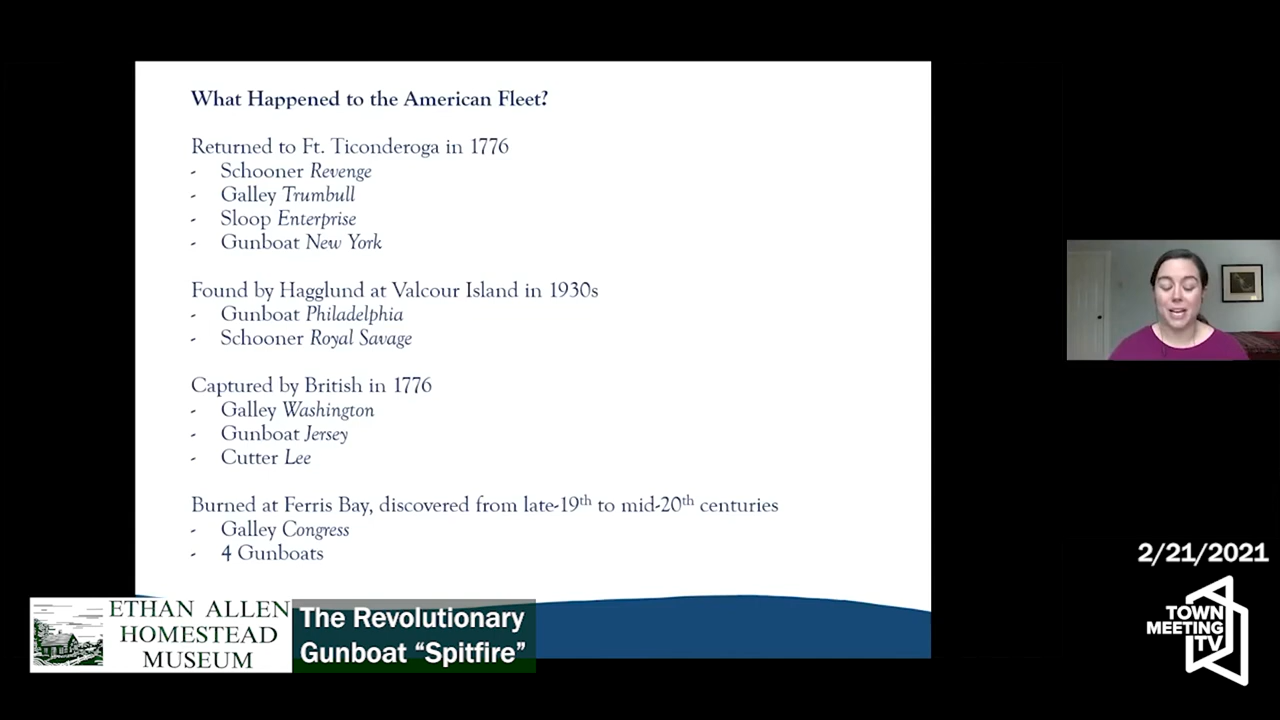 What Happened to the American Fleet?
Returned to Ft. Ticonderoga in 1776
- Schooner Revenge
- Galley Trumbull
- Sloop Enterprise
- Gunboat New York
Found by Hagglund at Valcour Island in 1930s
- Gunboat Philadelphia
- Schooner Royal Savage
Captured by British in 1776
- Galley Washington
- Gunboat Jersey
- Cutter Lee
Burned at Ferris Bay, discovered from late-19th to mid-20th centuries
- Galley Congress
- 4 Gunboats
ETHAN ALLEN
HOMESTEAD
MUSEUM
The Revolutionary
Gunboat “Spitfire”
2/21/2021
TOWN
MEETING
TV